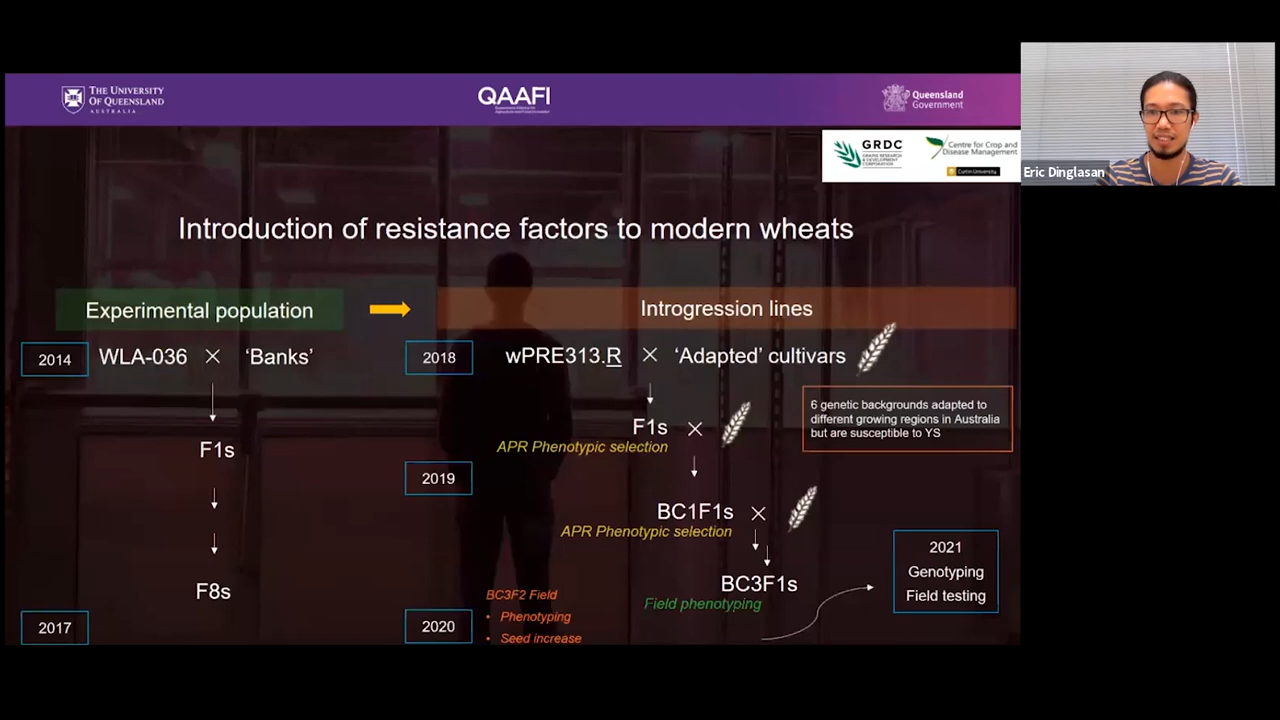 THE UNIVERSITY
OF QUEENSLAND
AUSTRALIA
QAAFI
Queensland
Government
GRDC
GRAINS RESEARCH
& DEVELOPMENT
CORPORATION
Centre for Crop and
Disease Management
Curtin University
Eric Dinglasan
Introduction of resistance factors to modern wheats
Experimental population
Introgression lines
2014
WLA-036 × ‘Banks’
2018
wPRE313.R × ‘Adapted’ cultivars
6 genetic backgrounds adapted to
different growing regions in Australia
but are susceptible to YS
F1s
F1s ×
APR Phenotypic selection
2019
BC1F1s ×
APR Phenotypic selection
F8s
BC3F1s
Field phenotyping
2021
Genotyping
Field testing
2017
2020
BC3F2 Field
• Phenotyping
• Seed increase